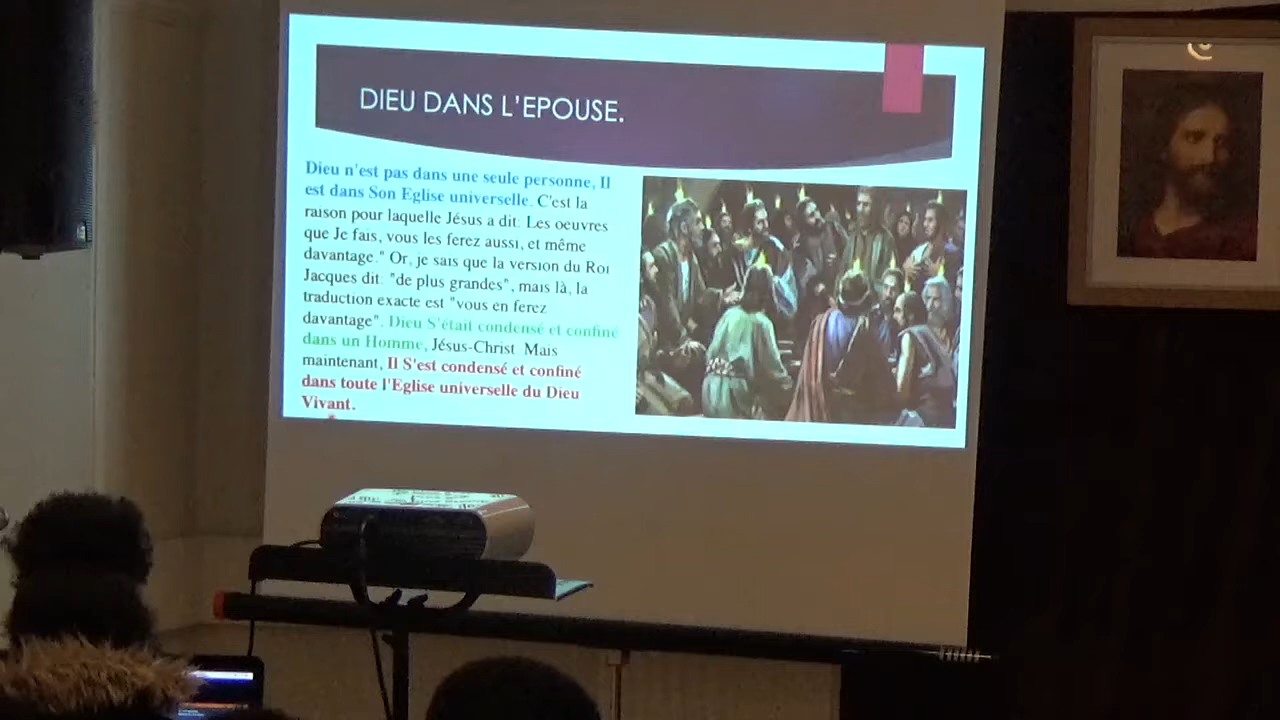 DIEU DANS L'EPOUSE.
Dieu n'est pas dans une seule personne, Il
est dans Son Eglise universelle. C'est la
raison pour laquelle Jésus a dit: Les oeuvres
que Je fais, vous les ferez aussi, et même
davantage." Or, je sais que la version du Roi
Jacques dit: "de plus grandes", mais là, la
traduction exacte est "vous en ferez
davantage". Dieu S'était condensé et confiné
dans un Homme, Jésus-Christ. Mais
maintenant, Il S'est condensé et confiné
dans toute l'Eglise universelle du Dieu
Vivant.